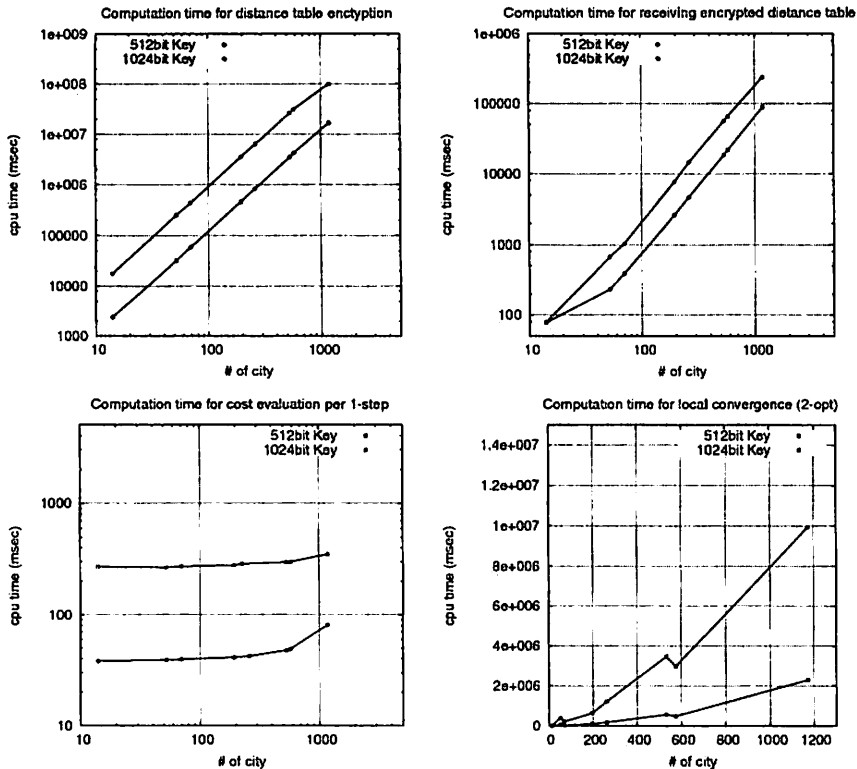 Computation time for distance table enctyption
512bit Key
1024bit Key
1e+009
1e+008
1e+007
1e+006
100000
10000
1000
cpu time (msec)
10 100 1000
# of city
Computation time for receiving encrypted distance table
512bit Key
1024bit Key
1e+006
100000
10000
1000
100
cpu time (msec)
10 100 1000
# of city
Computation time for cost evaluation per 1-step
512bit Key
1024bit Key
1000
100
10
cpu time (msec)
10 100 1000
# of city
Computation time for local convergence (2-opt)
512bit Key
1024bit Key
1.4e+007
1.2e+007
1e+007
8e+006
6e+006
4e+006
2e+006
0
cpu time (msec)
0 200 400 600 800 1000 1200
# of city